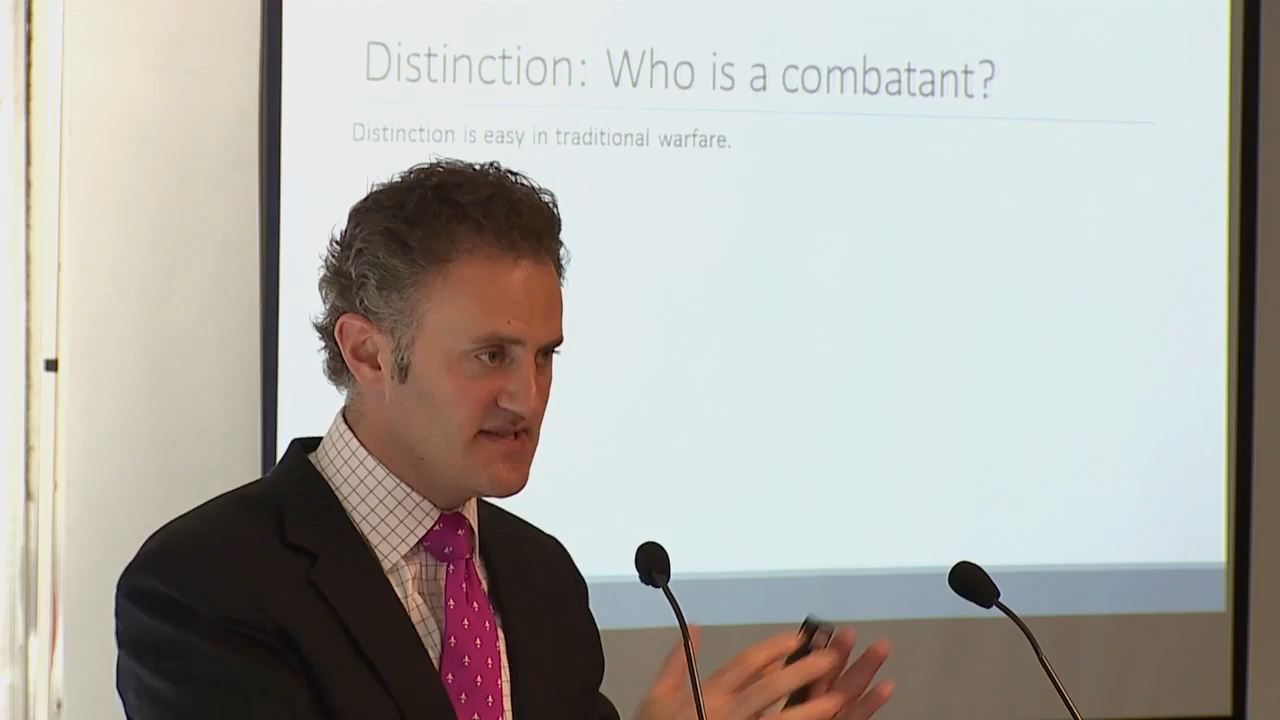 Distinction: Who is a combatant?
Distinction is easy in traditional warfare.